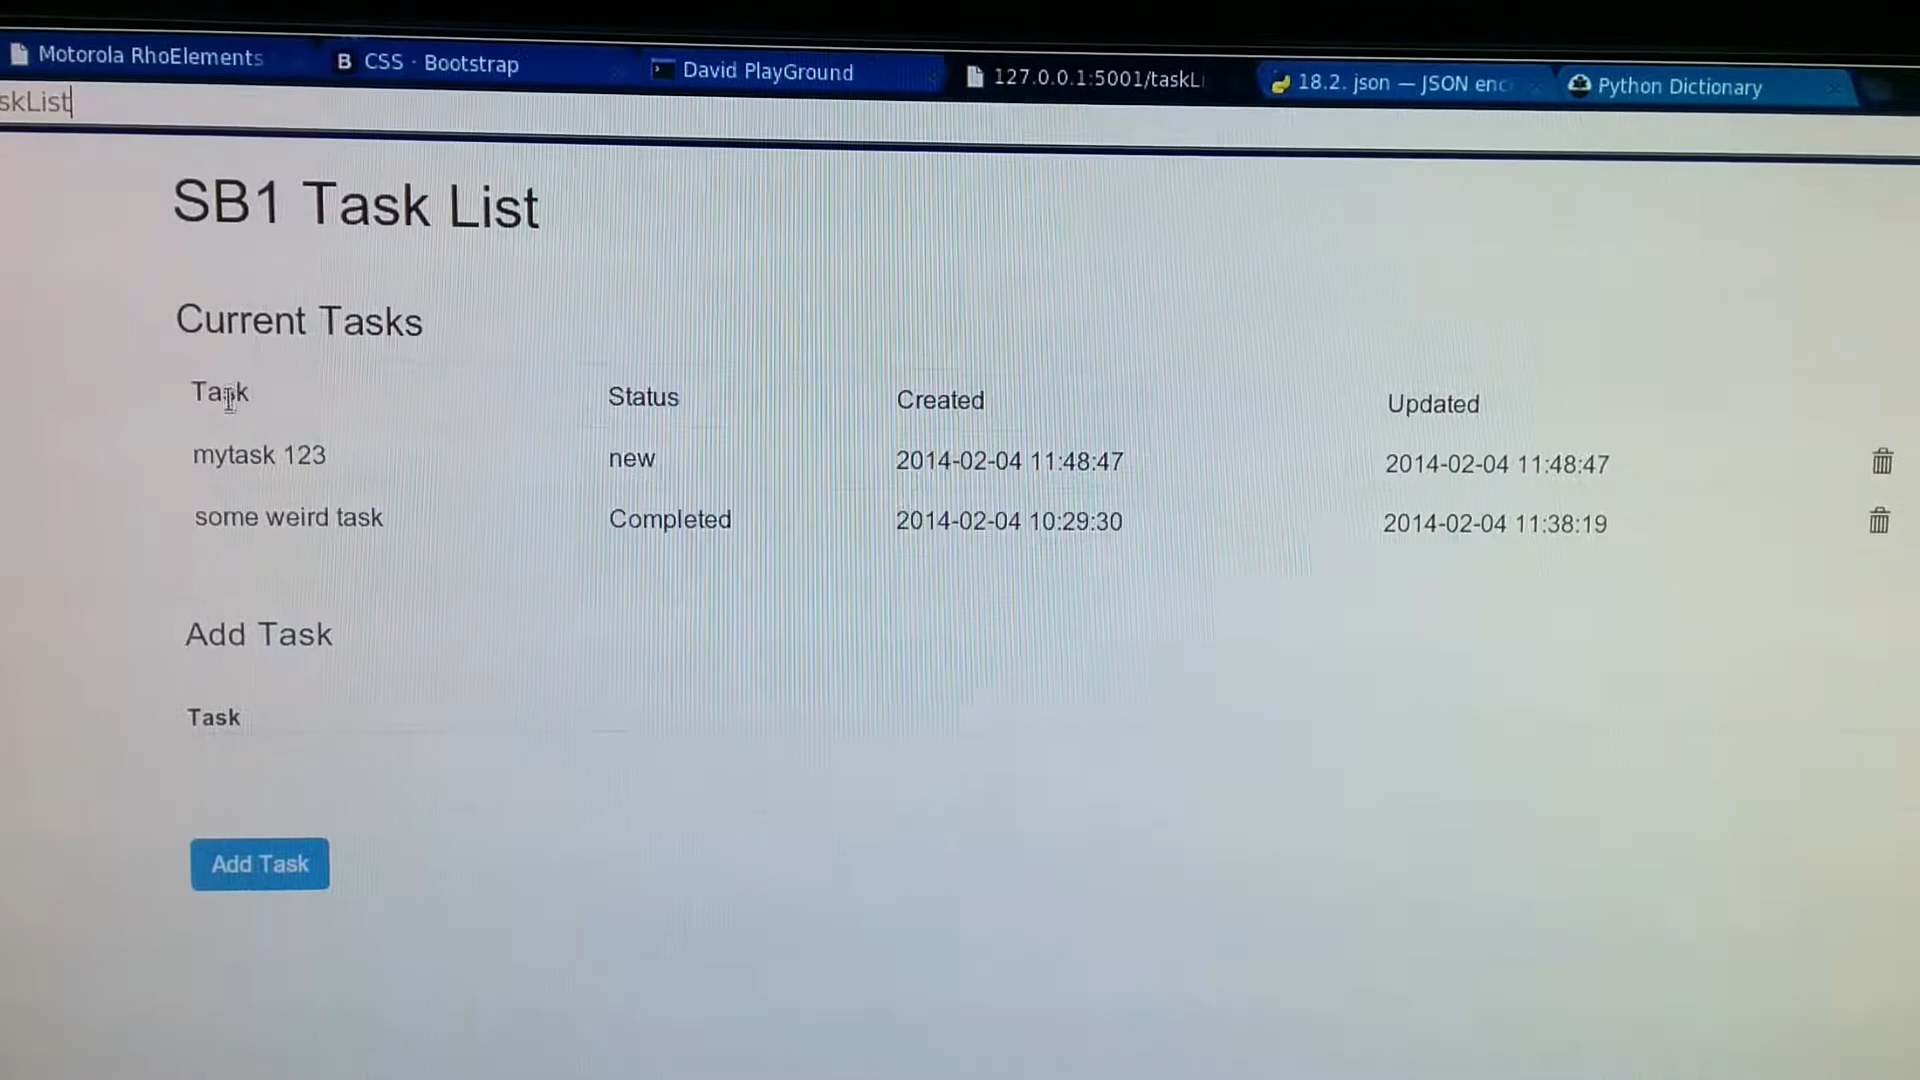 Motorola RhoElements
B CSS · Bootstrap
David PlayGround
127.0.0.1:5001/taskLi
18.2. json — JSON enc
Python Dictionary
skList
SB1 Task List
Current Tasks
Task Status Created Updated
mytask 123 new 2014-02-04 11:48:47 2014-02-04 11:48:47
some weird task Completed 2014-02-04 10:29:30 2014-02-04 11:38:19
Add Task
Task
Add Task